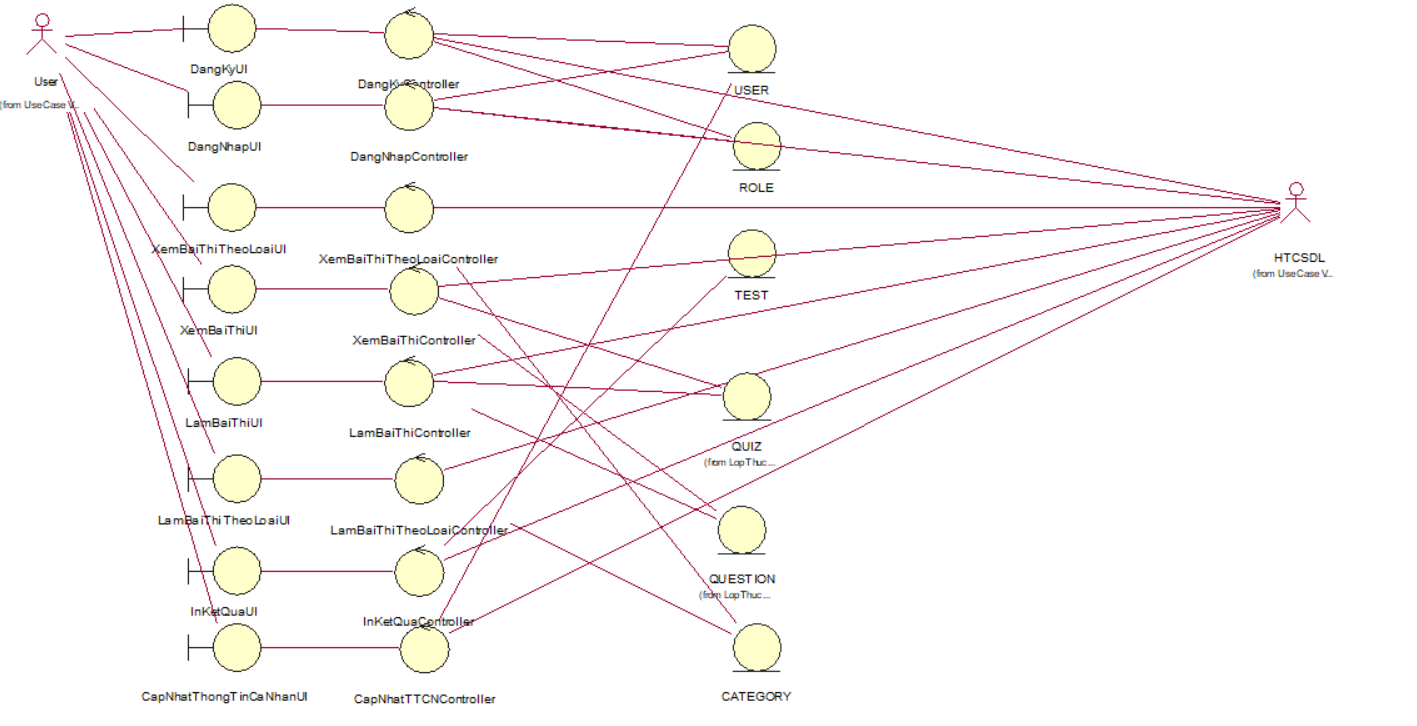 User
(from UseCase V...
DangKyUI
DangKyController
USER
DangNhapUI
DangNhapController
ROLE
XemBaiThiTheoLoaiUI
XemBaiThiTheoLoaiController
HTCSDL
(from UseCase V...
TEST
XemBaiThiUI
XemBaiThiController
LamBaiThiUI
LamBaiThiController
QUIZ
(from LopThuc...
LamBaiThiTheoLoaiUI
LamBaiThiTheoLoaiController
QUESTION
(from LopThuc...
InKetQuaUI
InKetQuaController
CapNhatThongTinCaNhanUI
CapNhatTTCNController
CATEGORY